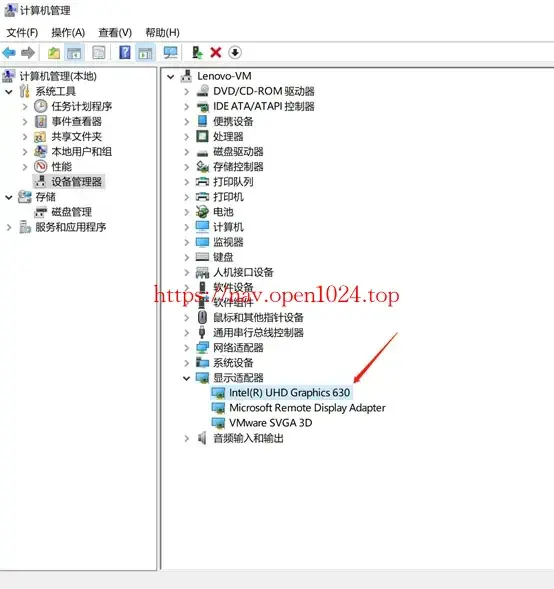 计算机管理
文件(F) 操作(A) 查看(V) 帮助(H)
计算机管理(本地)
系统工具
任务计划程序
事件查看器
共享文件夹
本地用户和组
性能
设备管理器
存储
磁盘管理
服务和应用程序
Lenovo-VM
DVD/CD-ROM 驱动器
IDE ATA/ATAPI 控制器
便携设备
处理器
磁盘驱动器
存储控制器
打印队列
打印机
电池
计算机
监视器
键盘
人机接口设备
软件设备
https://nav.open1024.top
软件组件
鼠标和其他指针设备
通用串行总线控制器
网络适配器
系统设备
显示适配器
Intel(R) UHD Graphics 630
Microsoft Remote Display Adapter
VMware SVGA 3D
音频输入和输出